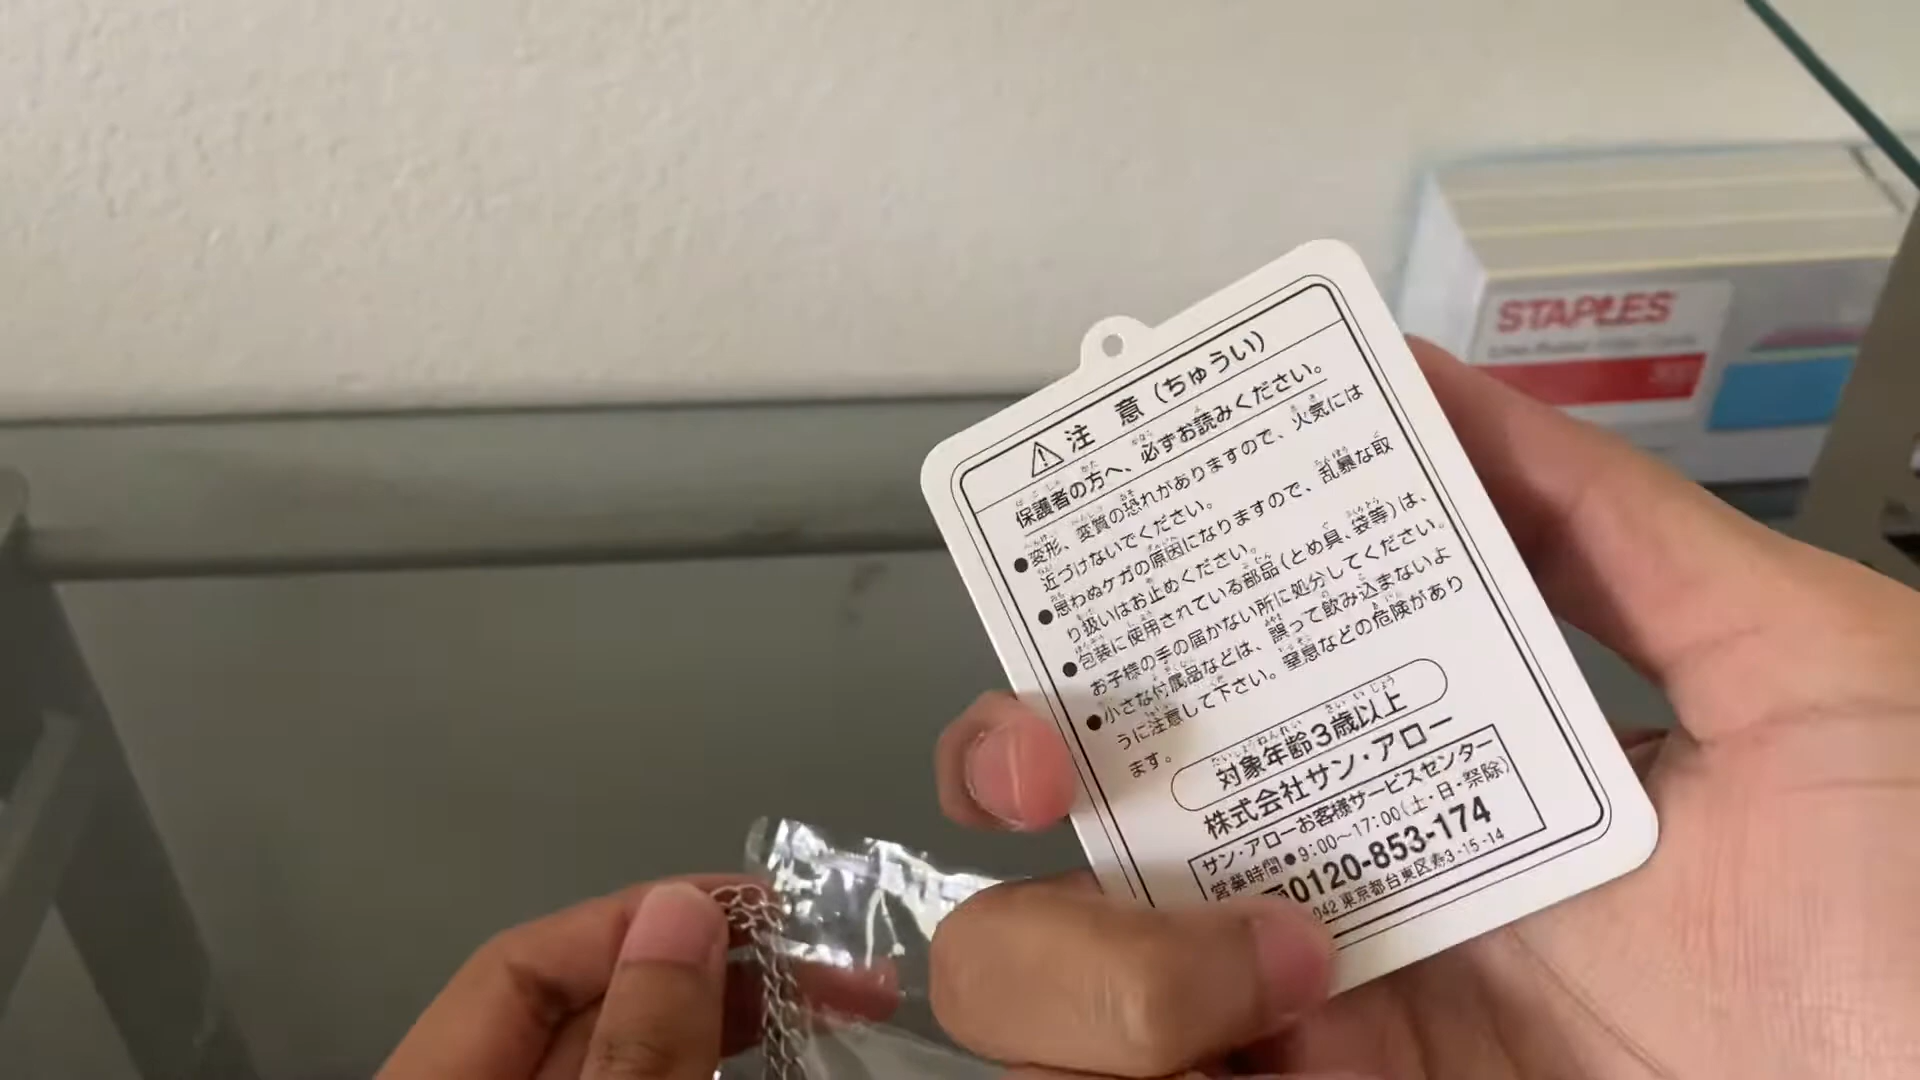 ⚠注 意(ちゅうい)
保護者の方へ、必ずお読みください。
●変形、変質の恐れがありますので、火気には
近づけないでください。
●思わぬケガの原因になりますので、乱暴な取
り扱いはお止めください。
●包装に使用されている部品(とめ具、袋等)は、
お子様の手の届かない所に処分してください。
●小さな付属品などは、誤って飲み込まないよ
うに注意して下さい。窒息などの危険があり
ます。
対象年齢3歳以上
株式会社サン・アロー
サン・アローお客様サービスセンター
営業時間●9:00〜17:00(土・日・祭除)
0120-853-174
042 東京都台東区寿3-15-14
STAPLES